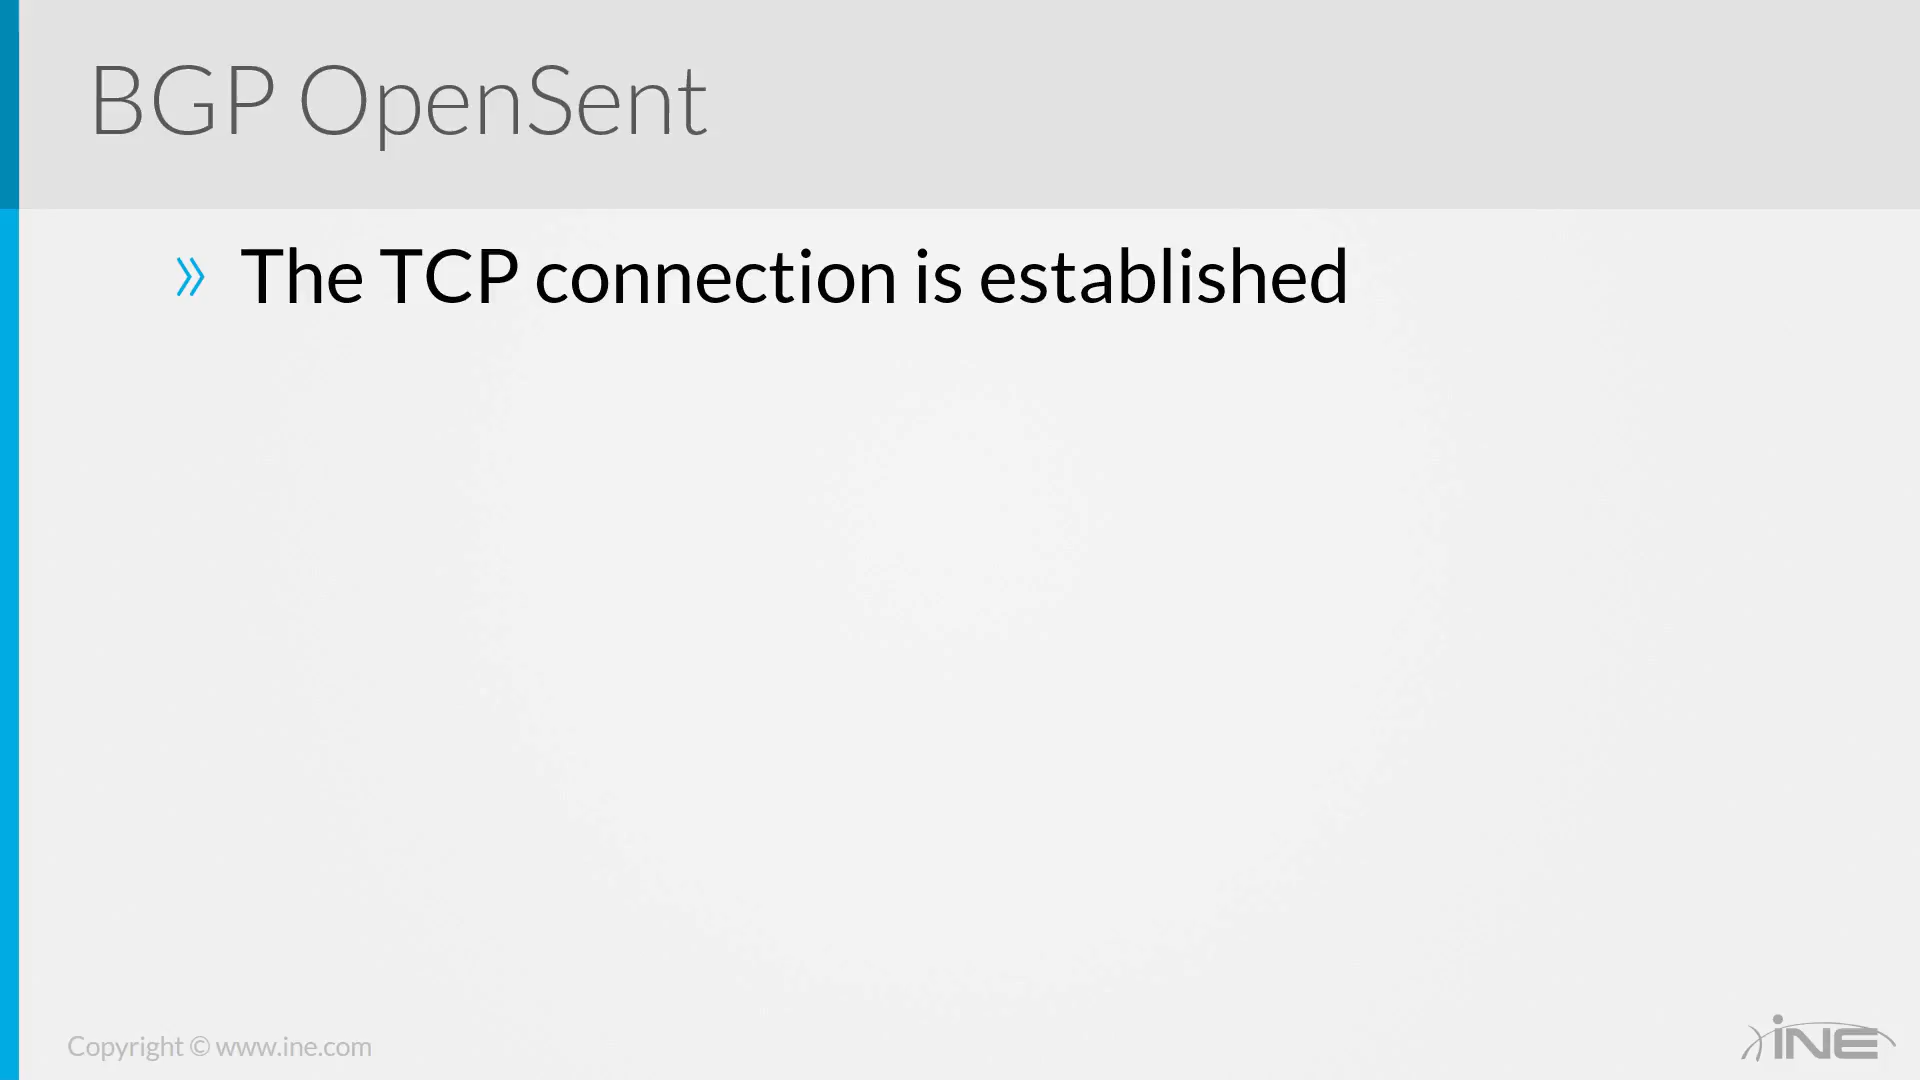 BGP OpenSent
» The TCP connection is established
Copyright © www.ine.com
iNE